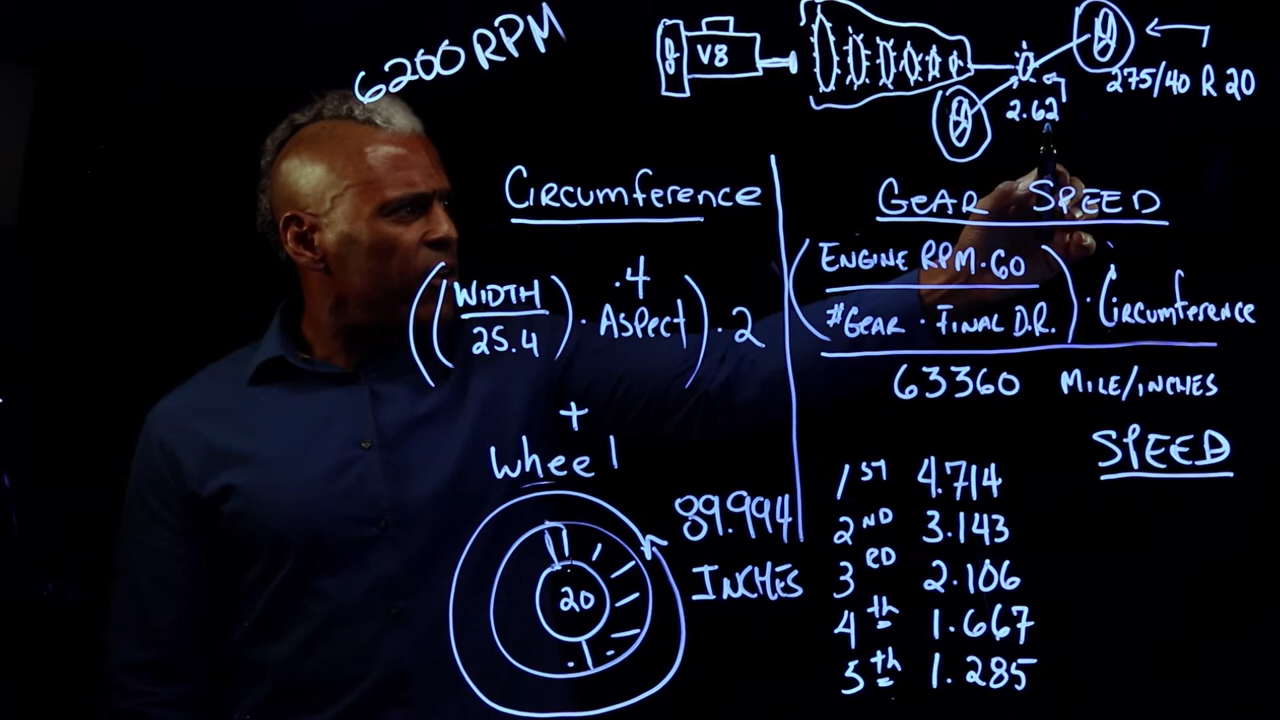 6200 RPM
V8
275/40 R 20
2.62
Circumference
((WIDTH/25.4) · .4 Aspect) · 2
+
Wheel
20
89.994
INCHES
GEAR SPEED
(ENGINE RPM · 60 / #GEAR · FINAL D.R.) · Circumference
63360 MILE/INCHES
SPEED
1ST 4.714
2ND 3.143
3RD 2.106
4th 1.667
5th 1.285